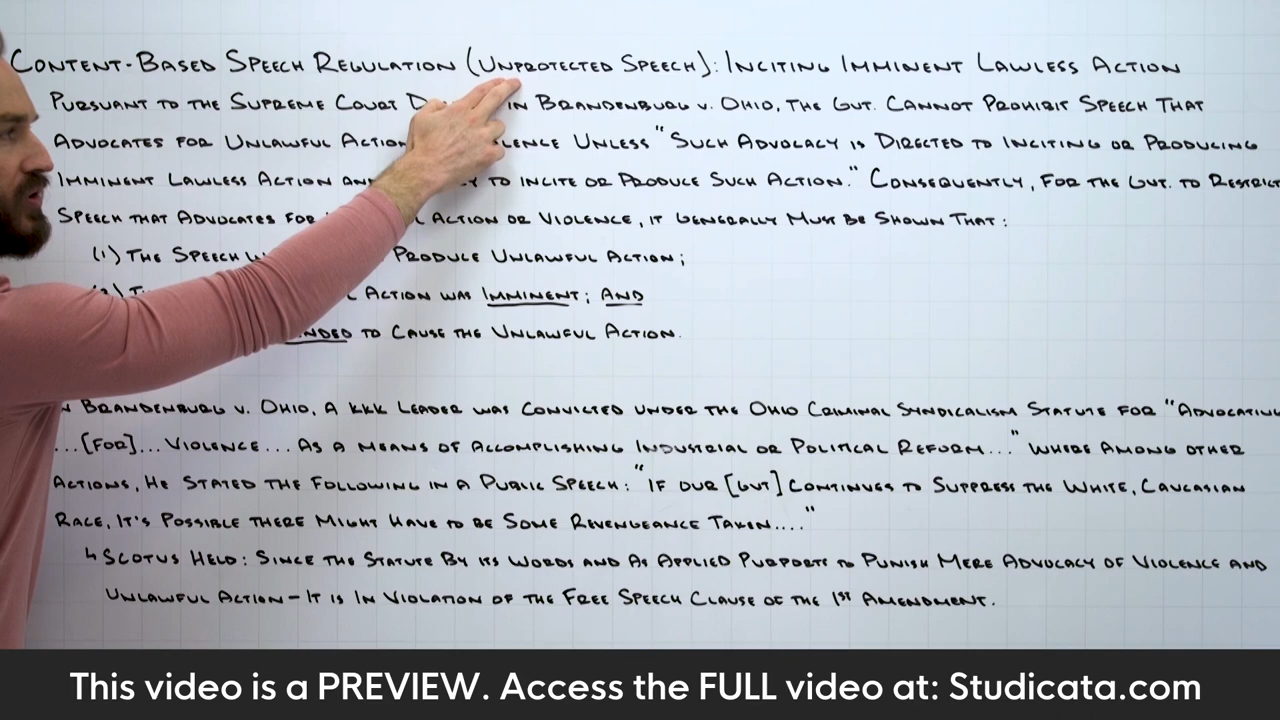 Content-Based Speech Regulation (Unprotected Speech): Inciting Imminent Lawless Action
Pursuant to the Supreme Court in Brandenburg v. Ohio, the Gvt. cannot prohibit speech that
advocates for unlawful action unless "such advocacy is directed to inciting or producing
imminent lawless action to incite or produce such action." Consequently, for the Gvt. to restrict
speech that advocates for action or violence, it generally must be shown that:
(1) The speech produce unlawful action;
action was imminent; and
to cause the unlawful action.
Brandenburg v. Ohio, a KKK leader was convicted under the Ohio Criminal Syndicalism Statute for "advocating
...[for]... violence... as a means of accomplishing industrial or political reform..." where among other
actions, he stated the following in a public speech: "if our [gvt] continues to suppress the white, caucasian
race, it's possible there might have to be some revengeance taken...."
↳ SCOTUS held: since the statute by its words and as applied purports to punish mere advocacy of violence and
unlawful action - it is in violation of the Free Speech Clause of the 1st Amendment.
This video is a PREVIEW. Access the FULL video at: Studicata.com